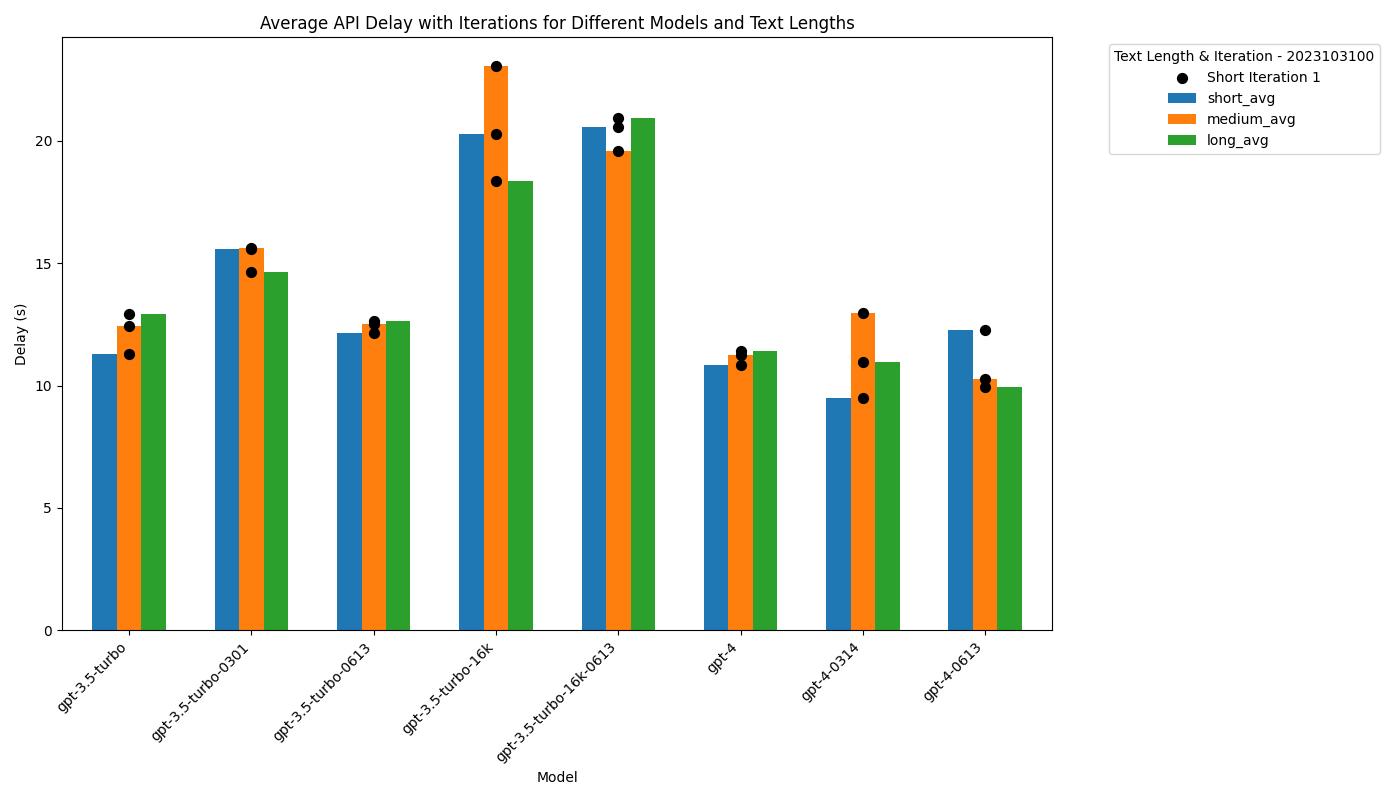 Average API Delay with Iterations for Different Models and Text Lengths
Text Length & Iteration - 2023103100
Short Iteration 1
short_avg
medium_avg
long_avg
Delay (s)
20
15
10
5
0
gpt-3.5-turbo
gpt-3.5-turbo-0301
gpt-3.5-turbo-0613
gpt-3.5-turbo-16k
gpt-3.5-turbo-16k-0613
gpt-4
gpt-4-0314
gpt-4-0613
Model